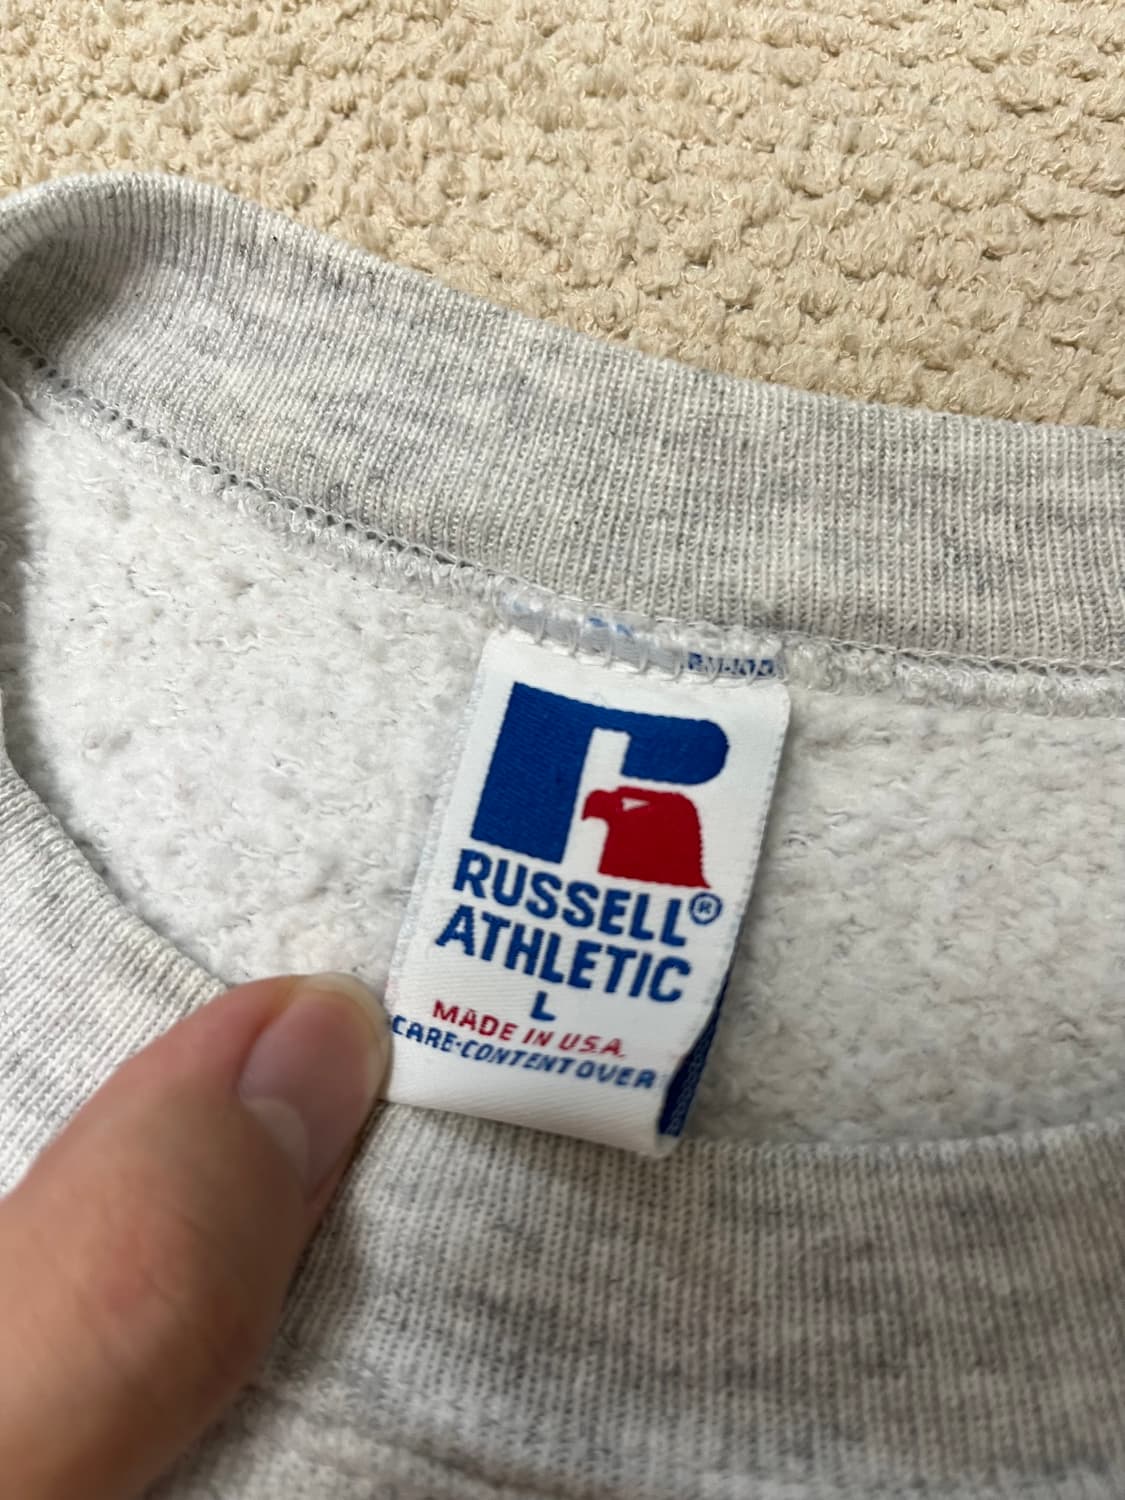 RUSSELL®
ATHLETIC
L
MADE IN U.S.A.
CARE·CONTENT OVER